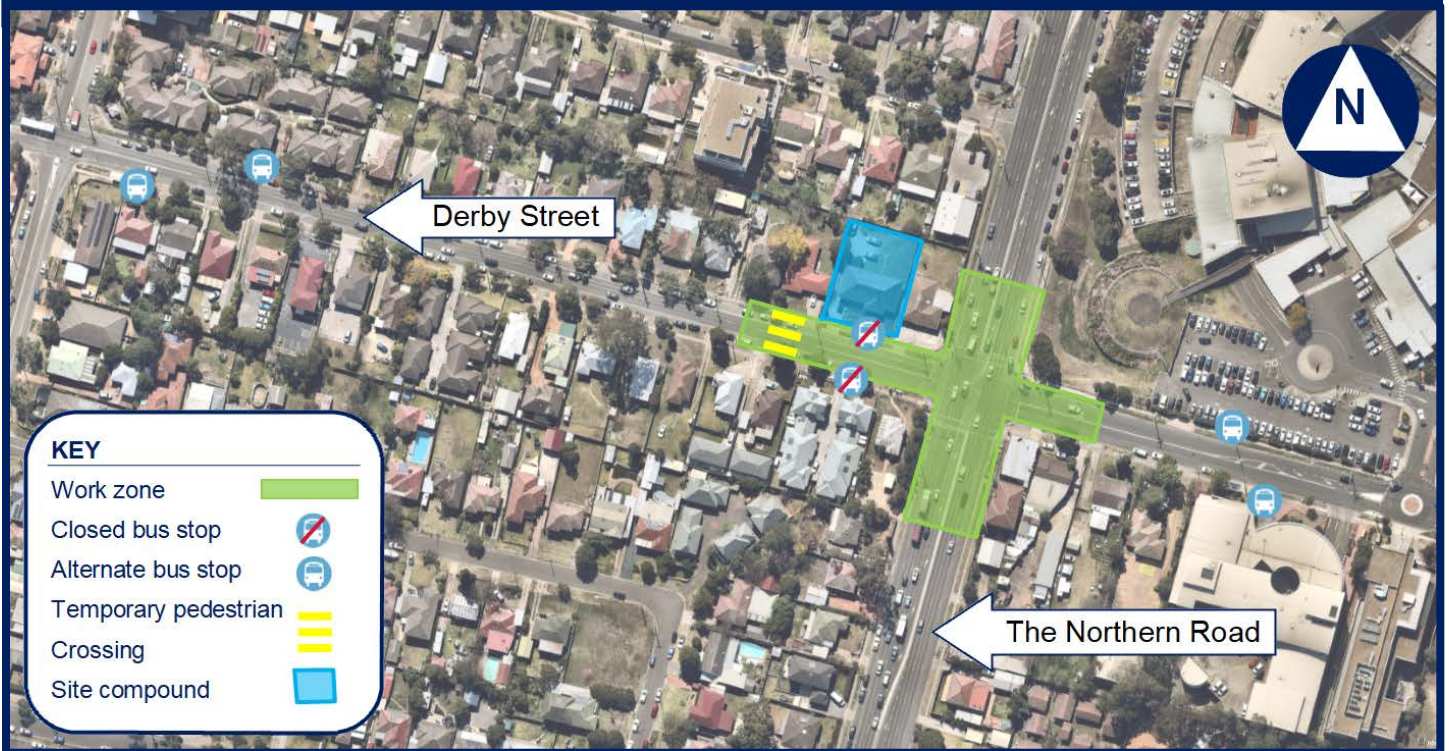 N
Derby Street
The Northern Road
KEY
Work zone
Closed bus stop
Alternate bus stop
Temporary pedestrian
Crossing
Site compound